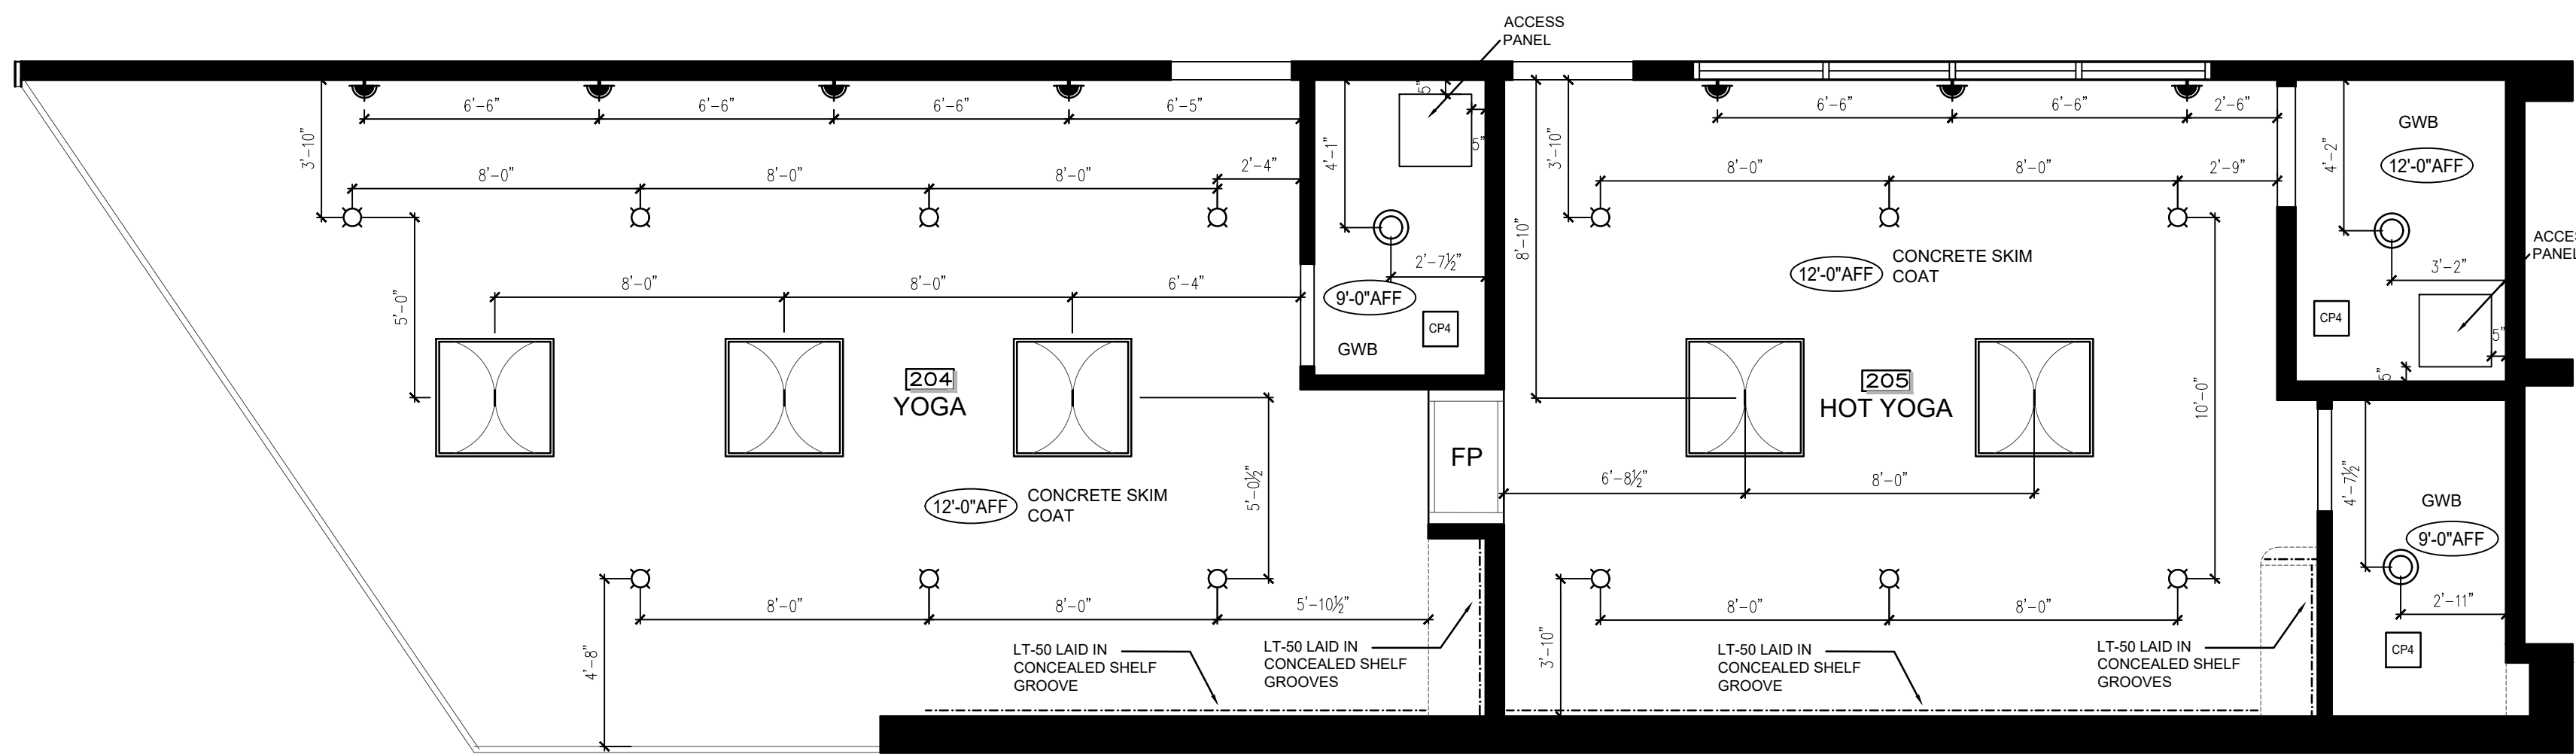 ACCESS
PANEL
6'-6"
6'-6"
6'-6"
6'-5"
5"
5"
6'-6"
6'-6"
2'-6"
GWB
12'-0"AFF
3'-10"
8'-0"
8'-0"
8'-0"
2'-4"
4'-1"
3'-10"
8'-0"
8'-0"
2'-9"
4'-2"
8'-10"
2'-7½"
9'-0"AFF
CP4
GWB
12'-0"AFF
CONCRETE SKIM
COAT
ACCES
PANEL
3'-2"
CP4
5"
5"
5'-0"
8'-0"
8'-0"
6'-4"
204
YOGA
205
HOT YOGA
10'-0"
FP
6'-8½"
8'-0"
12'-0"AFF
CONCRETE SKIM
COAT
5'-0½"
4'-7½"
GWB
9'-0"AFF
2'-11"
CP4
4'-8"
8'-0"
8'-0"
5'-10½"
3'-10"
8'-0"
8'-0"
LT-50 LAID IN
CONCEALED SHELF
GROOVE
LT-50 LAID IN
CONCEALED SHELF
GROOVES
LT-50 LAID IN
CONCEALED SHELF
GROOVE
LT-50 LAID IN
CONCEALED SHELF
GROOVES